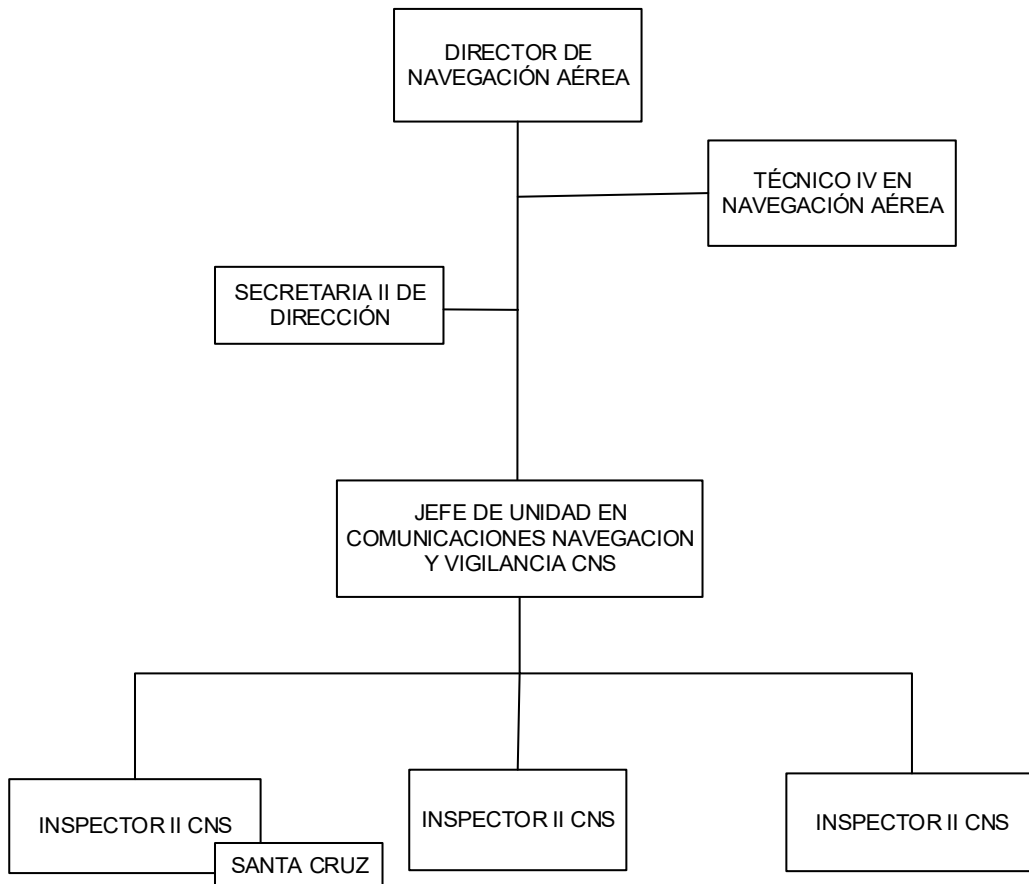 DIRECTOR DE
NAVEGACIÓN AÉREA
TÉCNICO IV EN
NAVEGACIÓN AÉREA
SECRETARIA II DE
DIRECCIÓN
JEFE DE UNIDAD EN
COMUNICACIONES NAVEGACION
Y VIGILANCIA CNS
INSPECTOR II CNS
SANTA CRUZ
INSPECTOR II CNS
INSPECTOR II CNS